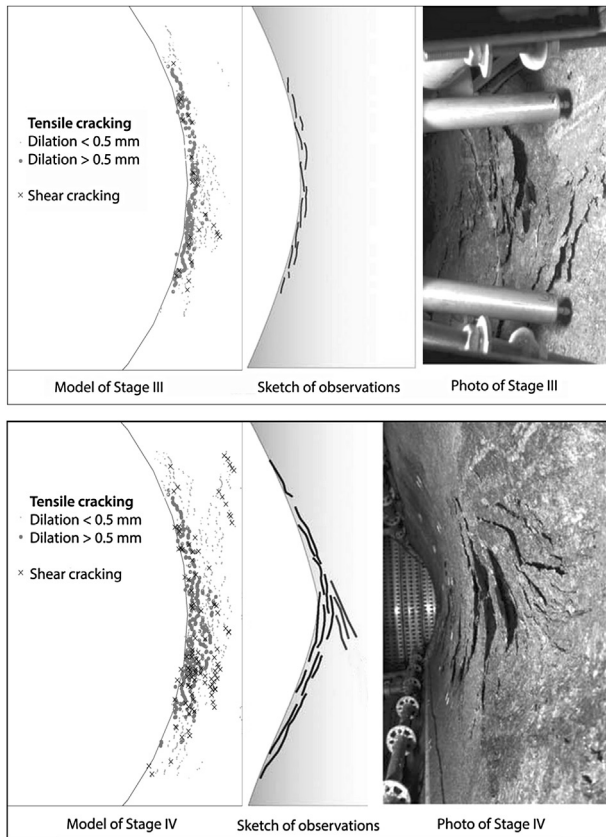 Tensile cracking
Dilation < 0.5 mm
Dilation > 0.5 mm
× Shear cracking
Model of Stage III
Sketch of observations
Photo of Stage III
Tensile cracking
Dilation < 0.5 mm
Dilation > 0.5 mm
× Shear cracking
Model of Stage IV
Sketch of observations
Photo of Stage IV